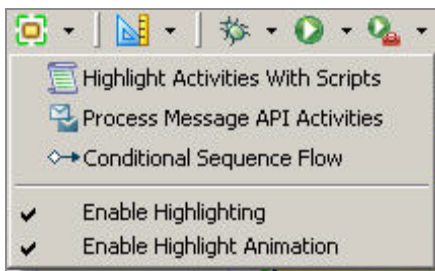 Highlight Activities With Scripts
Process Message API Activities
Conditional Sequence Flow
Enable Highlighting
Enable Highlight Animation